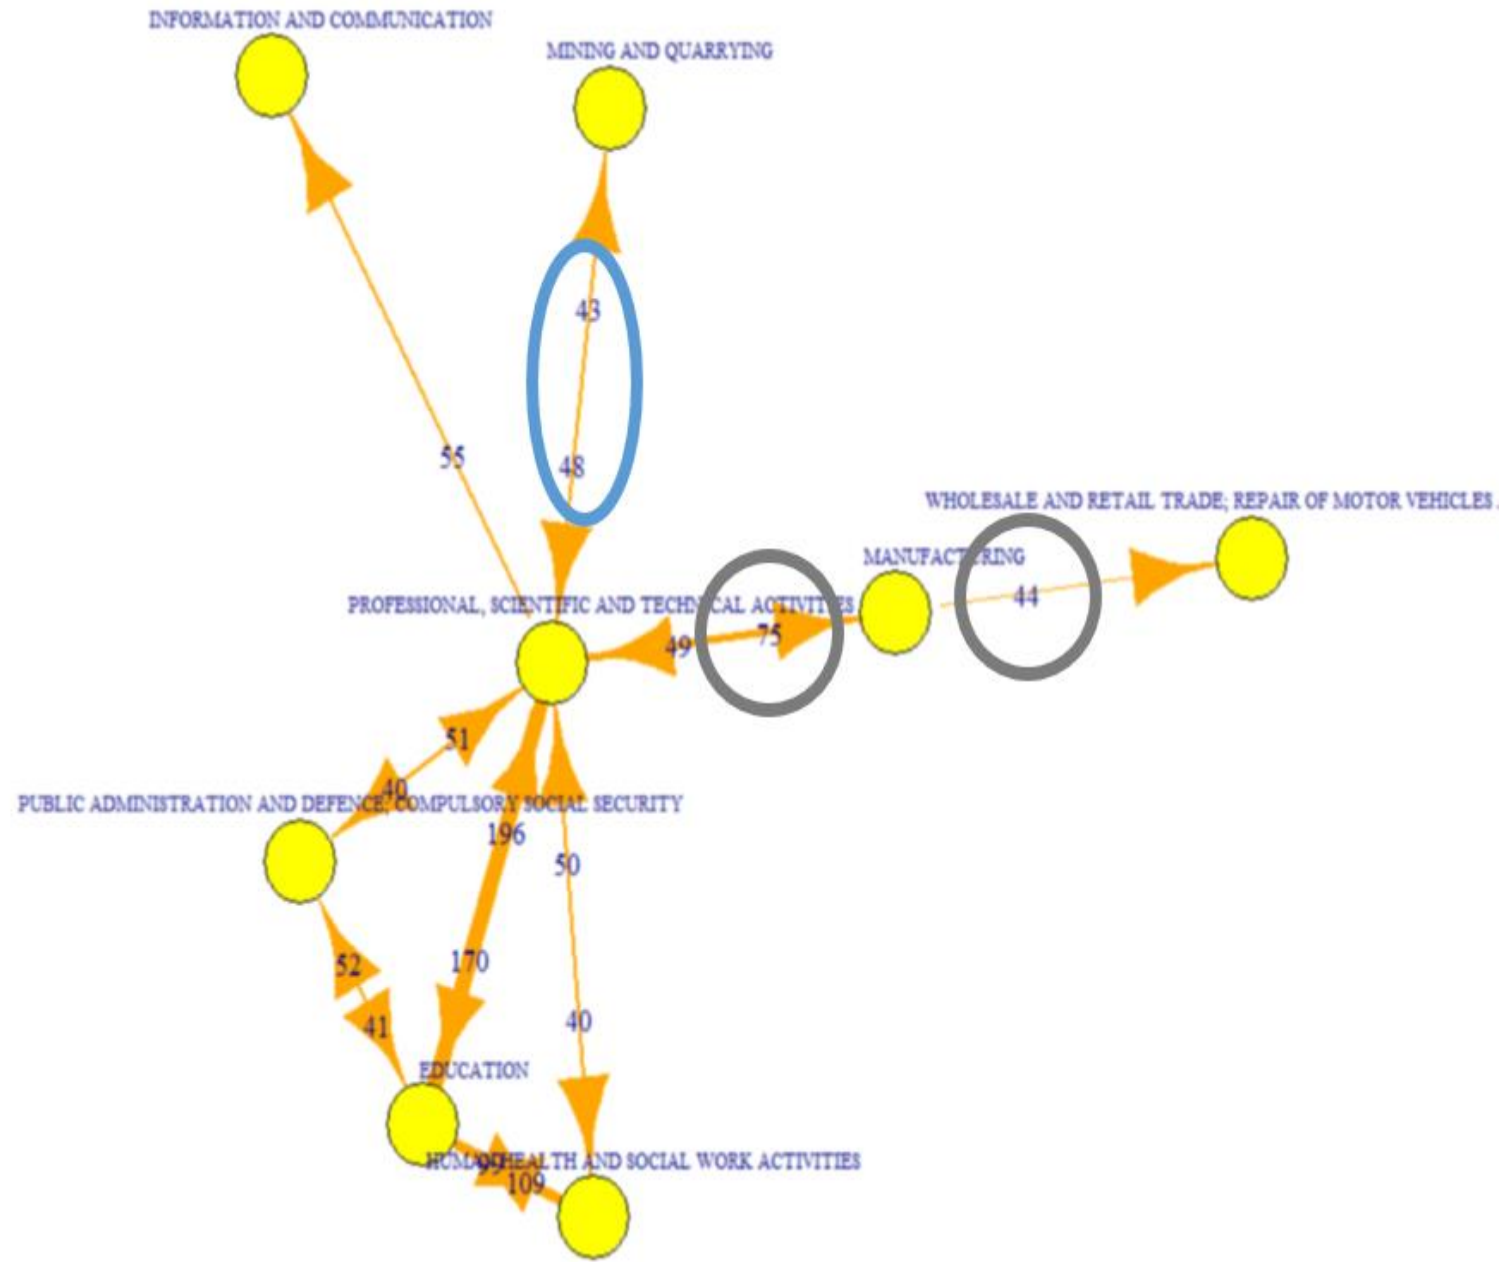 INFORMATION AND COMMUNICATION
MINING AND QUARRYING
43
55
48
WHOLESALE AND RETAIL TRADE; REPAIR OF MOTOR VEHICLES
MANUFACTURING
44
PROFESSIONAL, SCIENTIFIC AND TECHNICAL ACTIVITIES
49
75
51
40
PUBLIC ADMINISTRATION AND DEFENCE; COMPULSORY SOCIAL SECURITY
196
50
170
52
41
40
EDUCATION
HUMAN HEALTH AND SOCIAL WORK ACTIVITIES
99
109